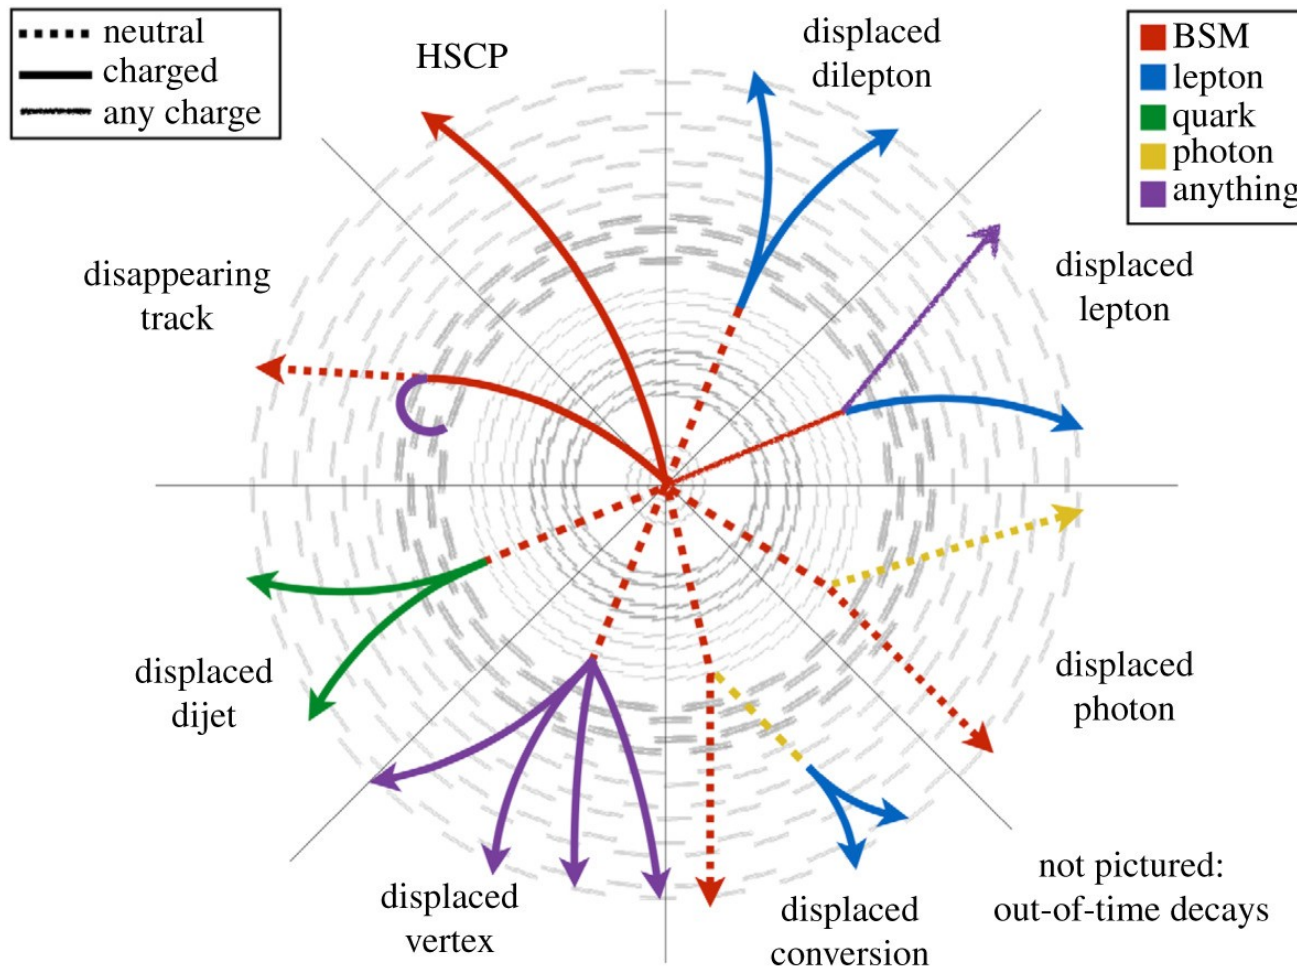 neutral
charged
any charge
HSCP
displaced
dilepton
BSM
lepton
quark
photon
anything
displaced
lepton
disappearing
track
displaced
dijet
displaced
photon
displaced
vertex
displaced
conversion
not pictured:
out-of-time decays